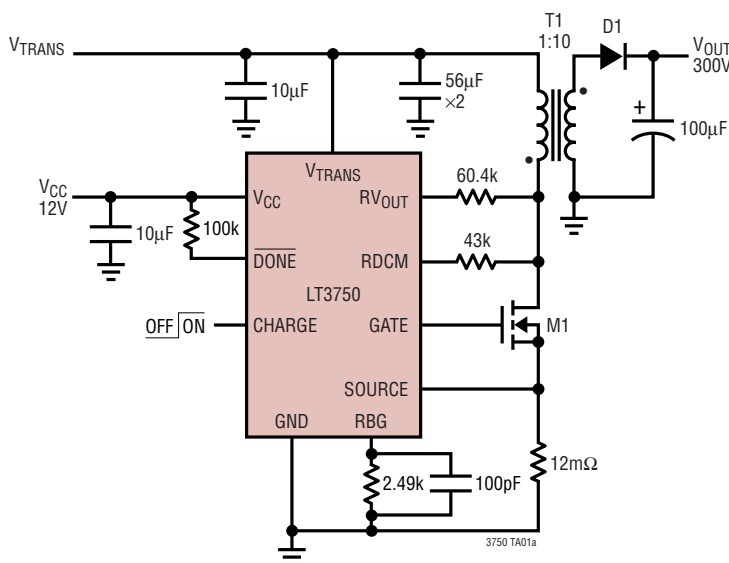 T1
1:10
D1
VTRANS
VOUT
300V
10µF
56µF
×2
+
100µF
VTRANS
VCC
12V
VCC
RVOUT
60.4k
10µF
100k
DONE
RDCM
43k
LT3750
OFF ON
CHARGE
GATE
M1
SOURCE
GND
RBG
12mΩ
2.49k
100pF
3750 TA01a